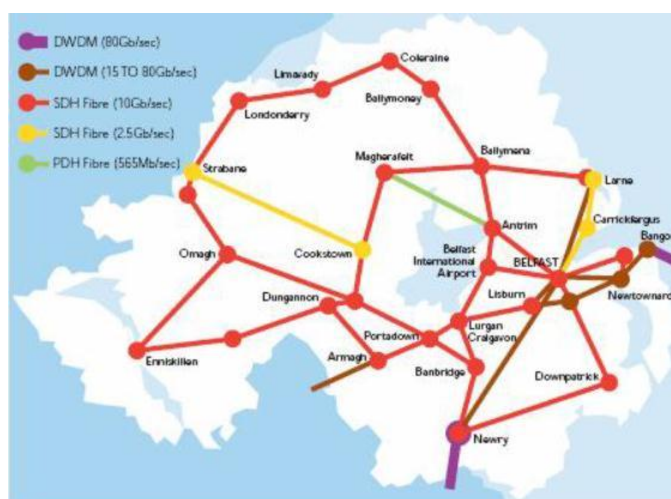 DWDM (80Gb/sec)
DWDM (15 TO 80Gb/sec)
SDH Fibre (10Gb/sec)
SDH Fibre (2.5Gb/sec)
PDH Fibre (565Mb/sec)
Coleraine
Limavady
Ballymoney
Londonderry
Strabane
Magherafelt
Ballymena
Larne
Carrickfergus
Antrim
Bangor
Omagh
Cookstown
Belfast
International
Airport
BELFAST
Dungannon
Lisburn
Newtownards
Lurgan
Craigavon
Portadown
Enniskillen
Armagh
Banbridge
Downpatrick
Newry